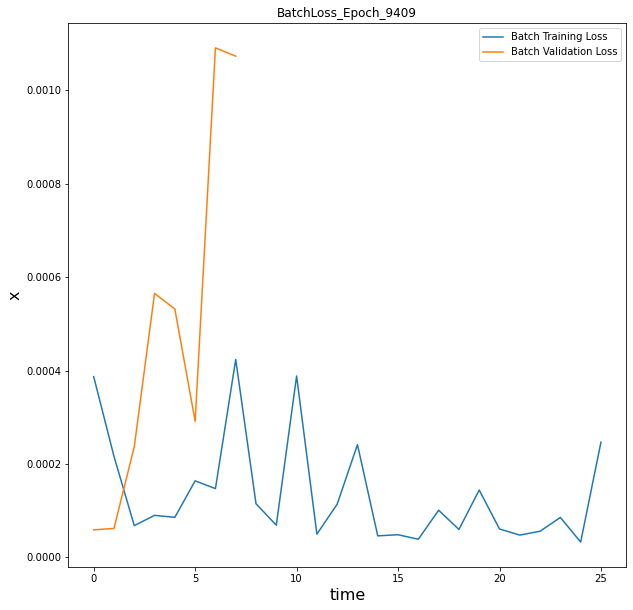 BatchLoss_Epoch_9409
Batch Training Loss
Batch Validation Loss
0.0010
0.0008
0.0006
0.0004
0.0002
0.0000
x
0
5
10
15
20
25
time